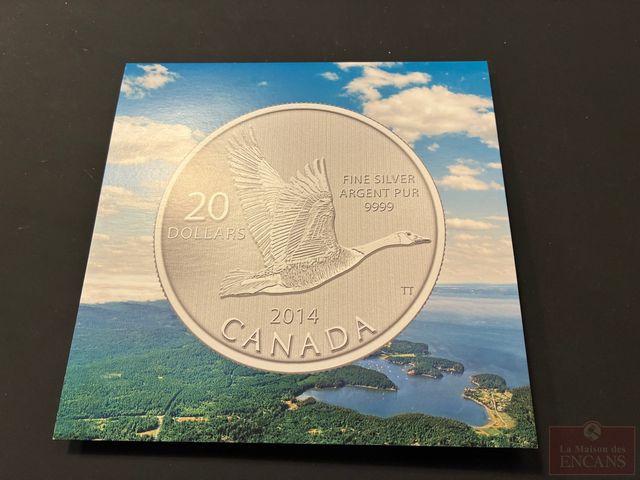 20
DOLLARS
FINE SILVER
ARGENT PUR
9999
TT
2014
CANADA
La Maison des
ENCANS